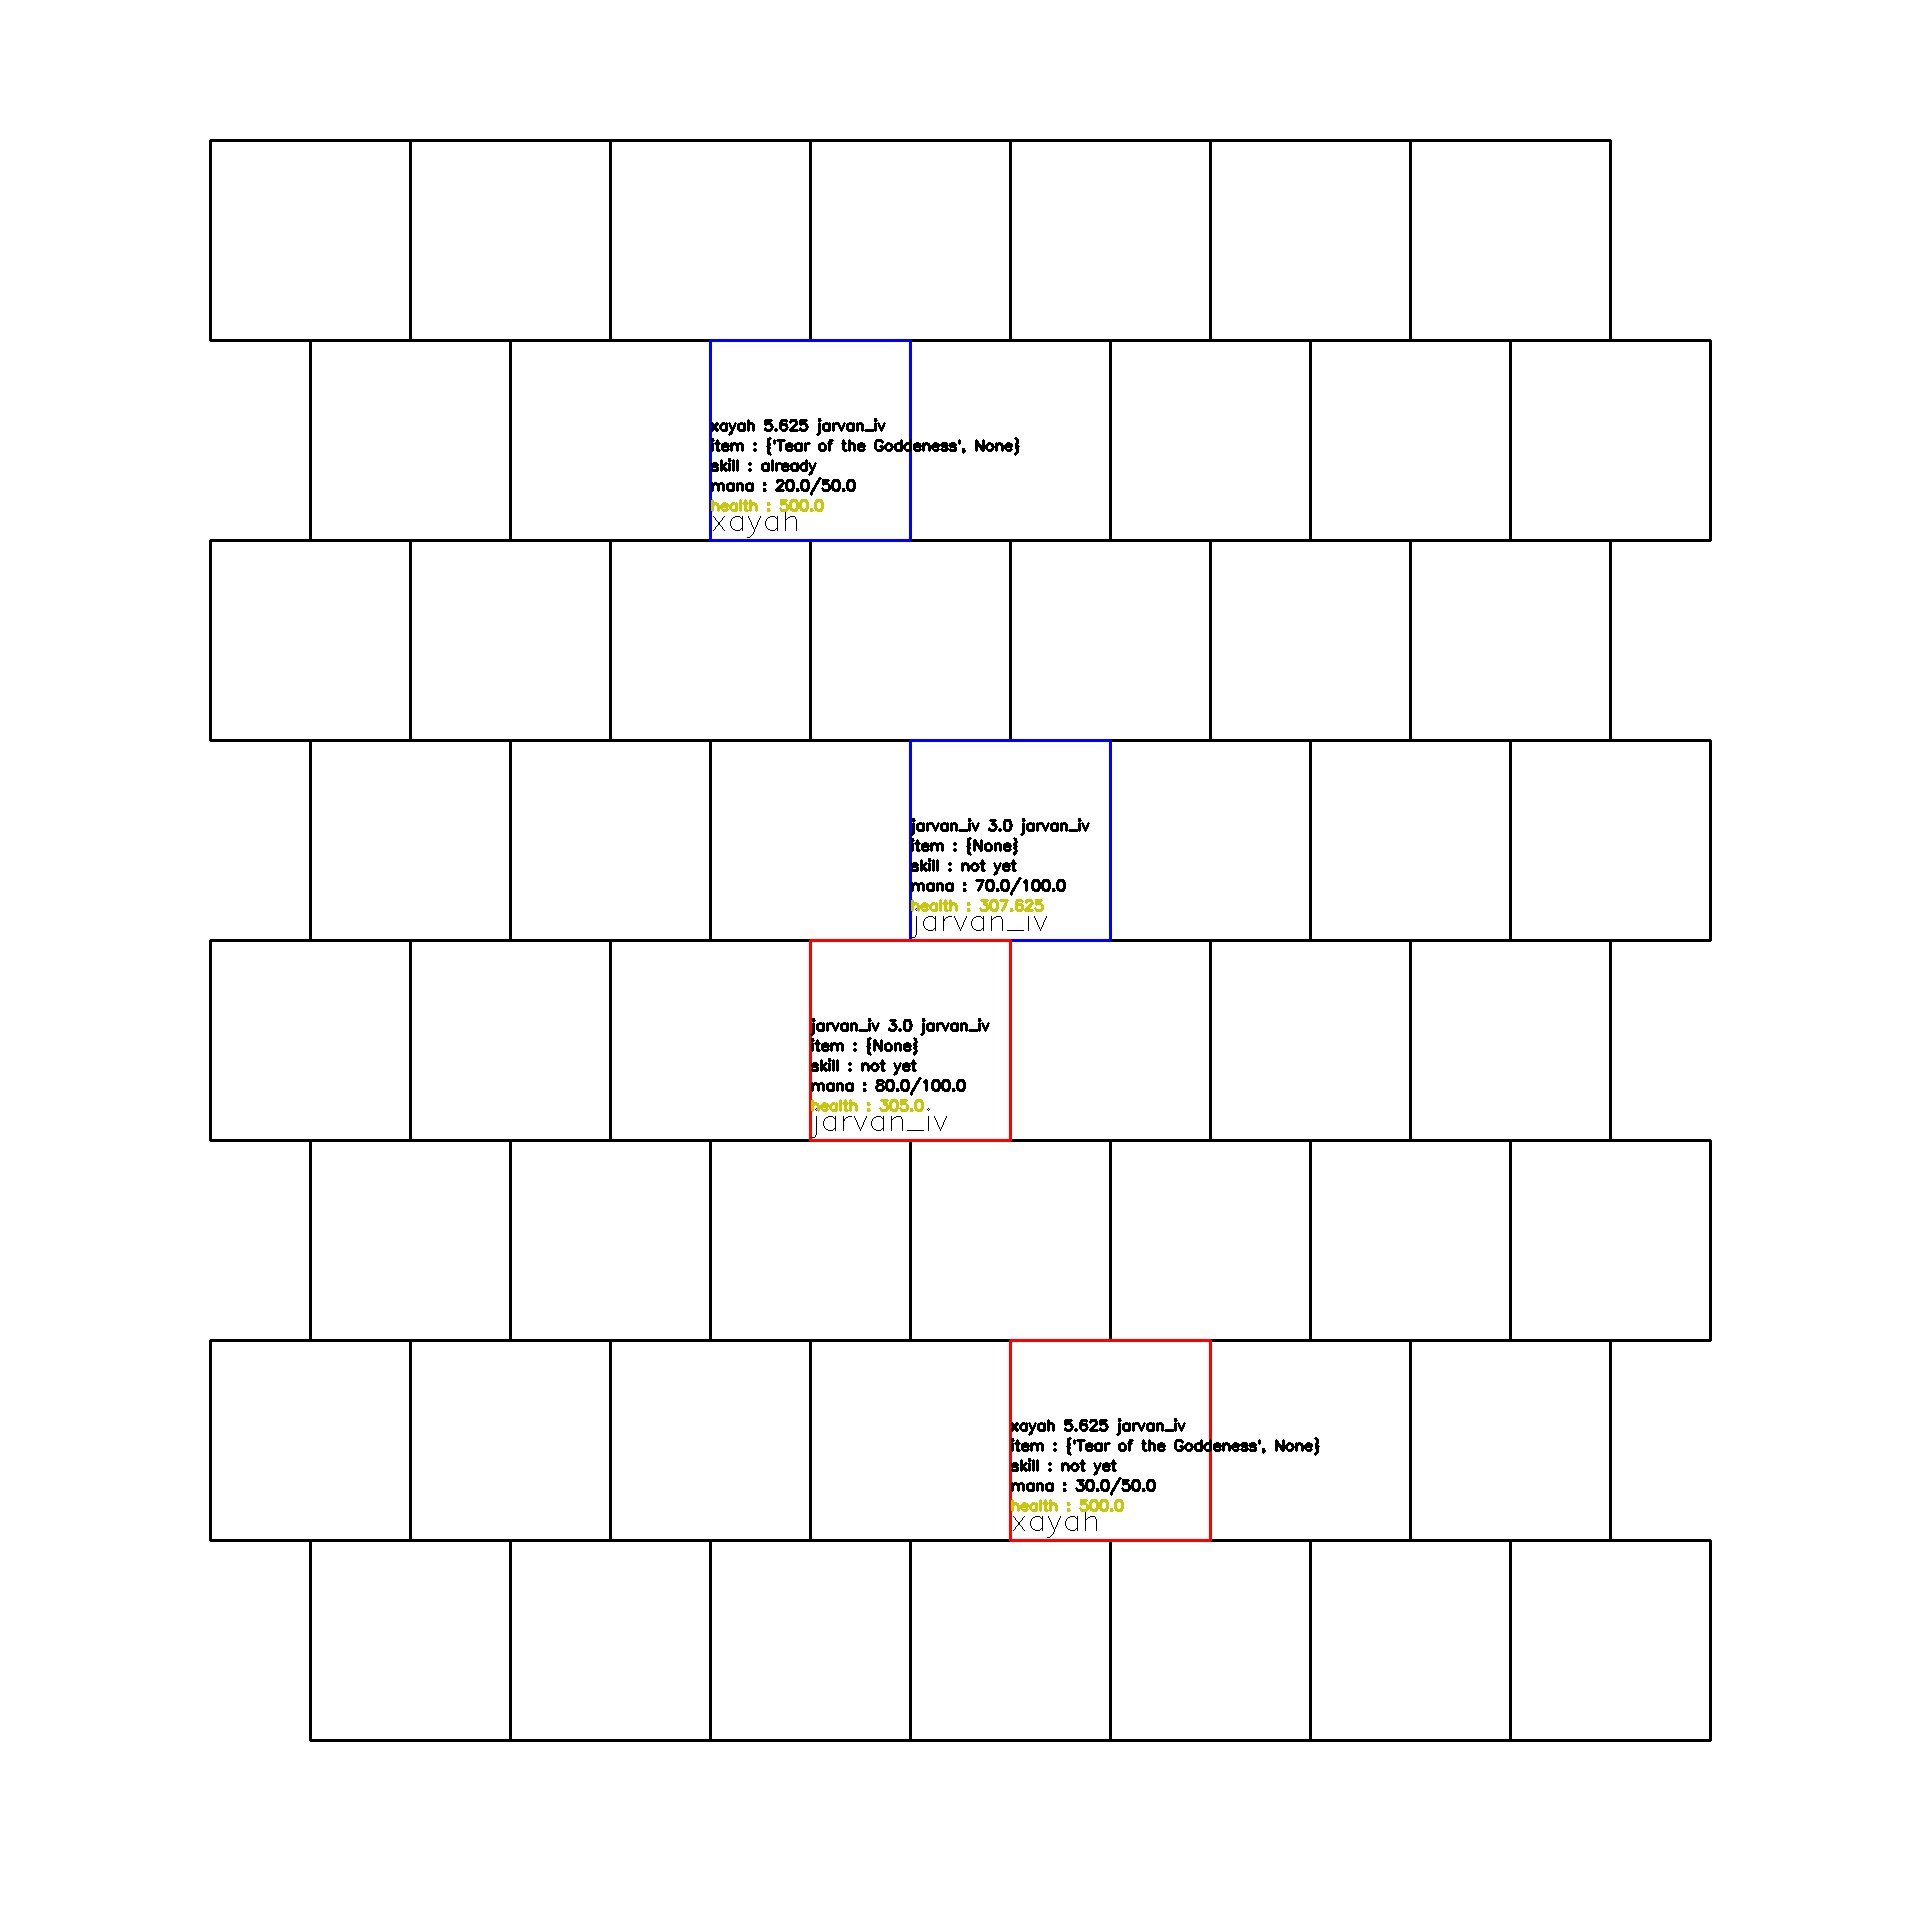 xayah 5.625 jarvan_iv
item : {'Tear of the Goddeness', None}
skill : already
mana : 20.0/50.0
health : 500.0
xayah
jarvan_iv 3.0 jarvan_iv
item : {None}
skill : not yet
mana : 70.0/100.0
health : 307.625
jarvan_iv
jarvan_iv 3.0 jarvan_iv
item : {None}
skill : not yet
mana : 80.0/100.0
health : 305.0
jarvan_iv
xayah 5.625 jarvan_iv
item : {'Tear of the Goddeness', None}
skill : not yet
mana : 30.0/50.0
health : 500.0
xayah